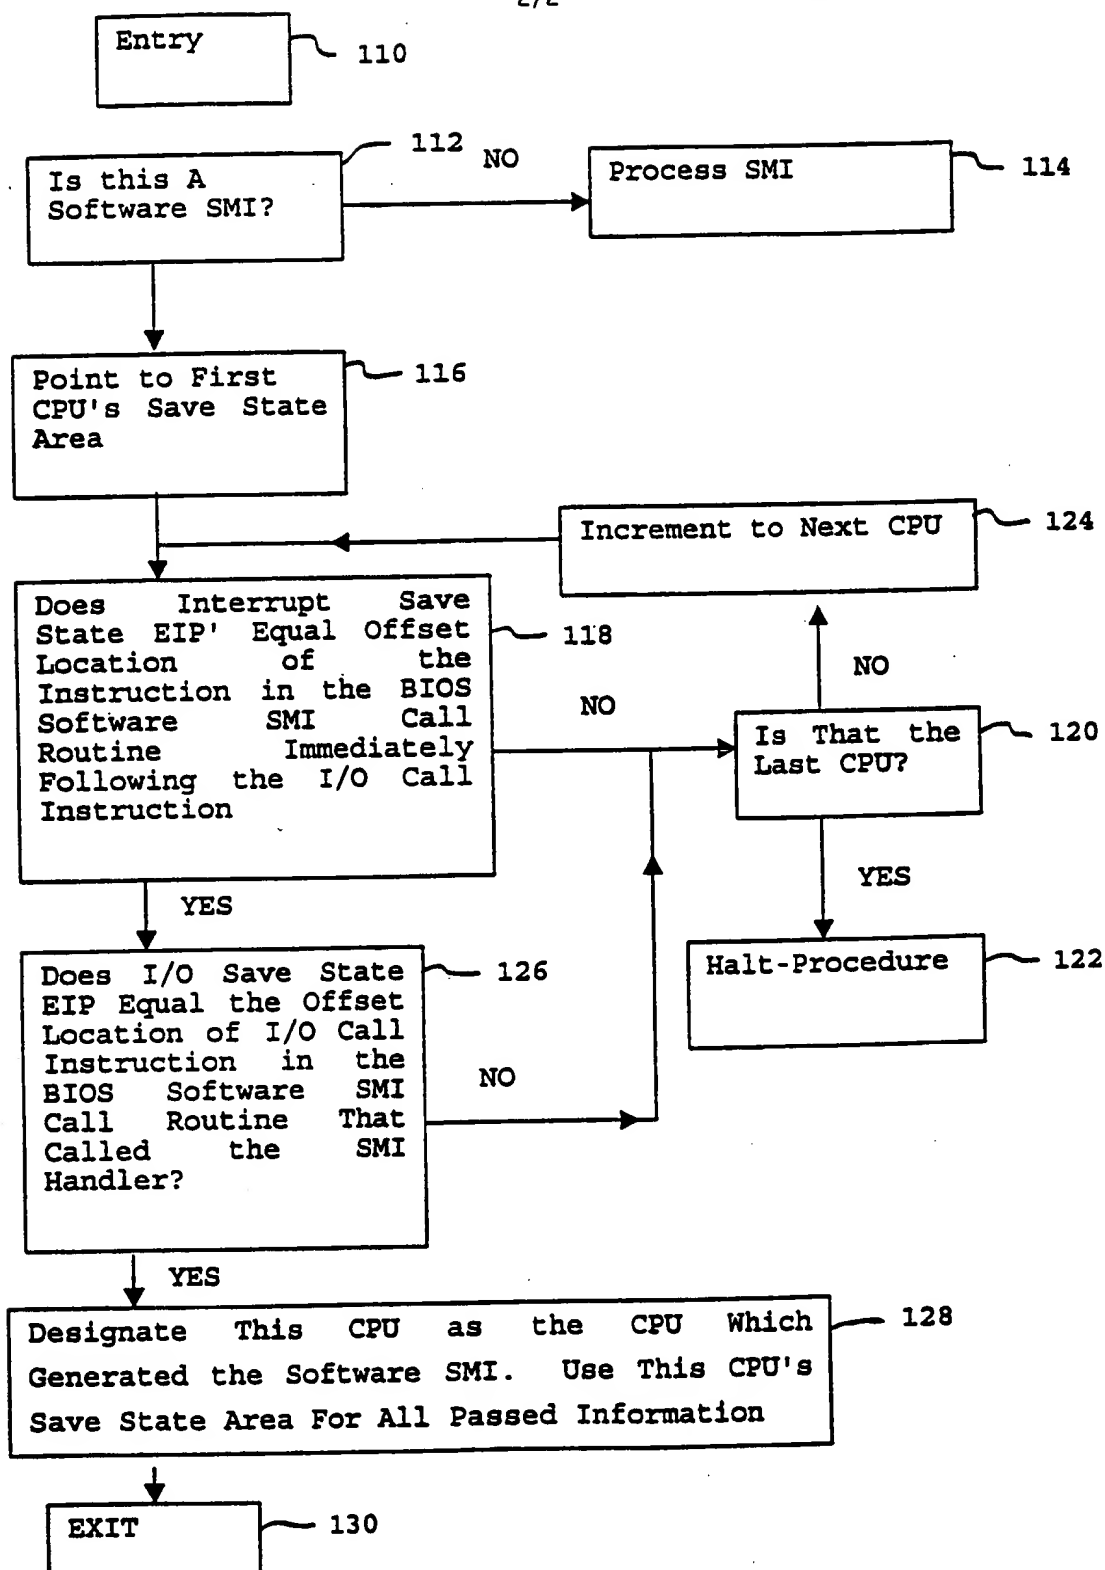 2/2
Entry
110
112
NO
Is this A
Software SMI?
Process SMI
114
Point to First
CPU's Save State
Area
116
Increment to Next CPU
124
Does Interrupt Save
State EIP' Equal Offset
Location of the
Instruction in the BIOS
Software SMI Call
Routine Immediately
Following the I/O Call
Instruction
118
NO
NO
Is That the
Last CPU?
120
YES
YES
Halt-Procedure
122
Does I/O Save State
EIP Equal the Offset
Location of I/O Call
Instruction in the
BIOS Software SMI
Call Routine That
Called the SMI
Handler?
126
NO
YES
Designate This CPU as the CPU Which
Generated the Software SMI. Use This CPU's
Save State Area For All Passed Information
128
EXIT
130